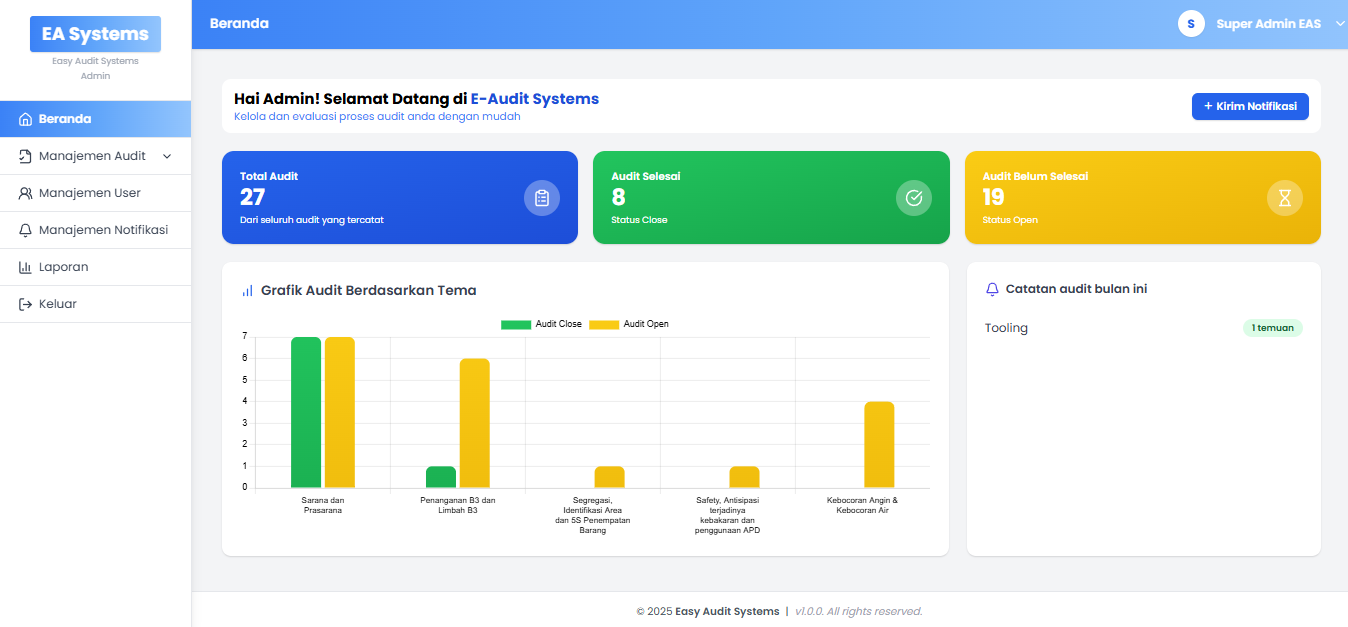 EA Systems
Easy Audit Systems
Admin
Beranda
Manajemen Audit
Manajemen User
Manajemen Notifikasi
Laporan
Keluar
Beranda
S
Super Admin EAS
Hai Admin! Selamat Datang di E-Audit Systems
Kelola dan evaluasi proses audit anda dengan mudah
+ Kirim Notifikasi
Total Audit
27
Dari seluruh audit yang tercatat
Audit Selesai
8
Status Close
Audit Belum Selesai
19
Status Open
Grafik Audit Berdasarkan Tema
Audit Close
Audit Open
7
6
5
4
3
2
1
0
Sarana dan
Prasarana
Penanganan B3 dan
Limbah B3
Segregasi,
Identifikasi Area
dan 5S Penempatan
Barang
Safety, Antisipasi
terjadinya
kebakaran dan
penggunaan APD
Kebocoran Angin &
Kebocoran Air
Catatan audit bulan ini
Tooling
1 temuan
© 2025 Easy Audit Systems | v1.0.0. All rights reserved.